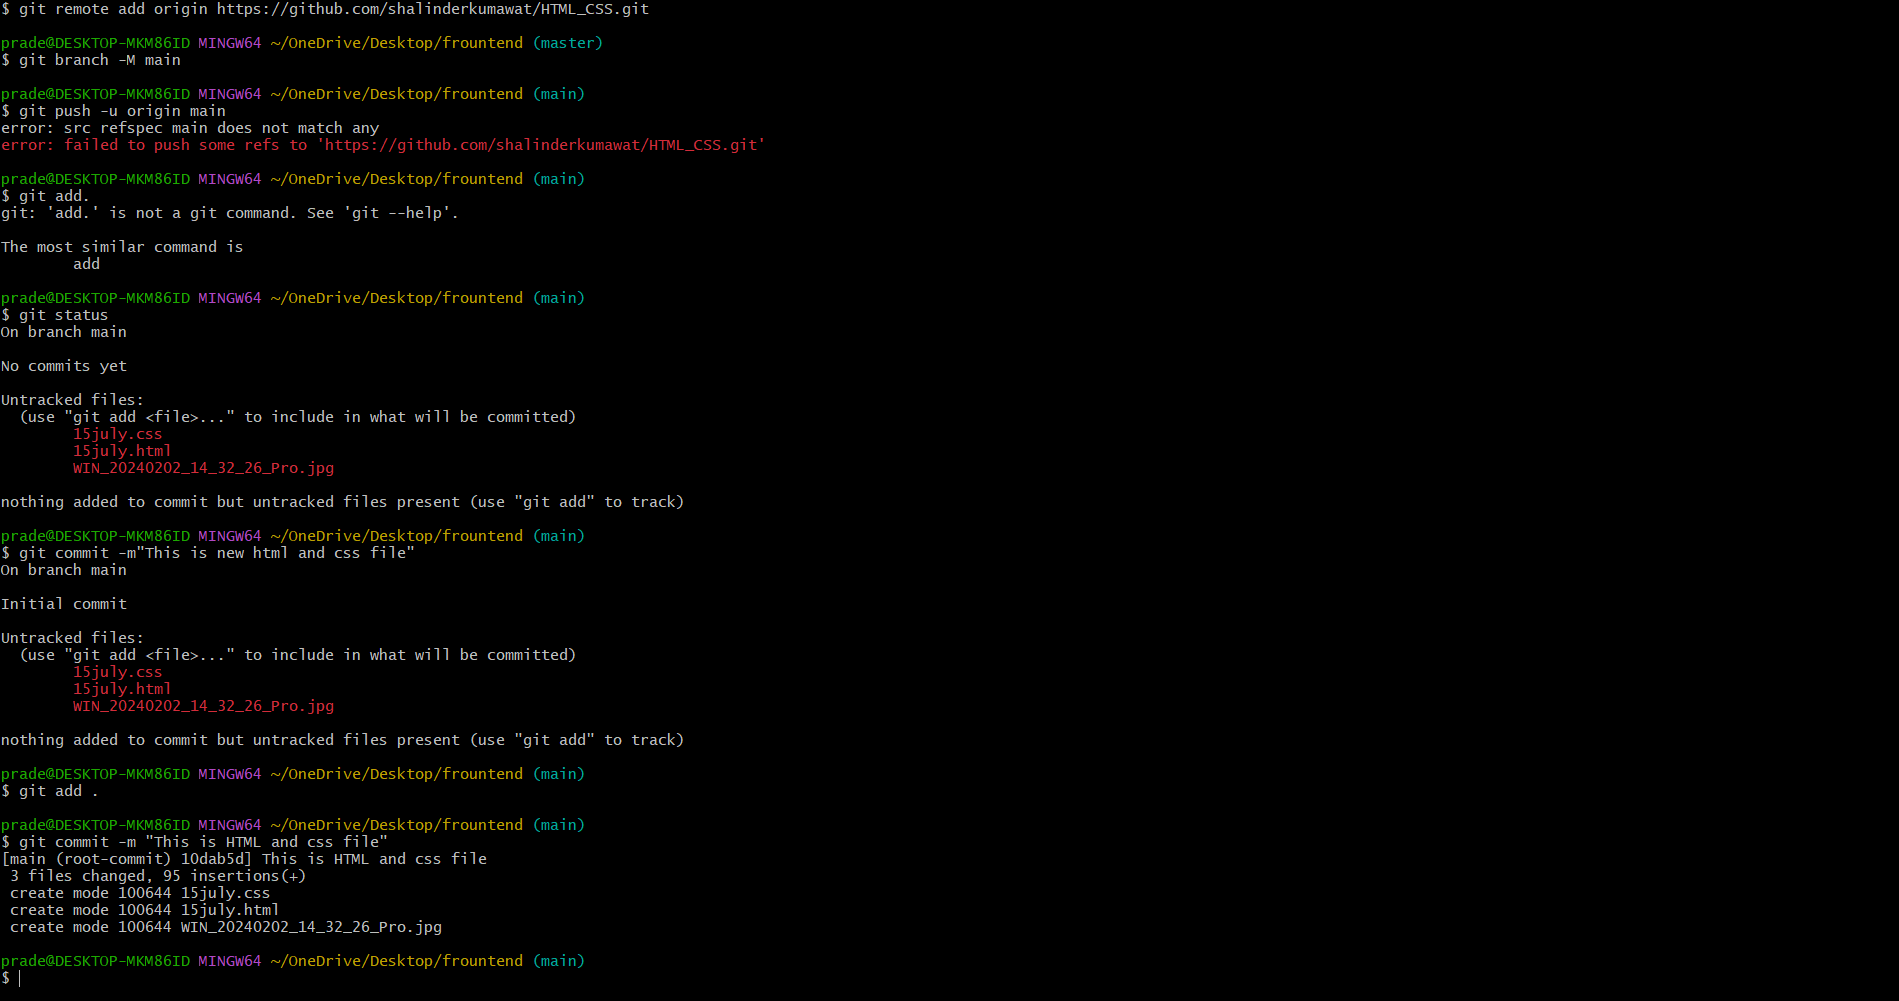 $ git remote add origin https://github.com/shalinderkumawat/HTML_CSS.git
prade@DESKTOP-MKM86ID MINGW64 ~/OneDrive/Desktop/frountend (master)
$ git branch -M main
prade@DESKTOP-MKM86ID MINGW64 ~/OneDrive/Desktop/frountend (main)
$ git push -u origin main
error: src refspec main does not match any
error: failed to push some refs to 'https://github.com/shalinderkumawat/HTML_CSS.git'
prade@DESKTOP-MKM86ID MINGW64 ~/OneDrive/Desktop/frountend (main)
$ git add.
git: 'add.' is not a git command. See 'git --help'.
The most similar command is
add
prade@DESKTOP-MKM86ID MINGW64 ~/OneDrive/Desktop/frountend (main)
$ git status
On branch main
No commits yet
Untracked files:
(use "git add <file>..." to include in what will be committed)
15july.css
15july.html
WIN_20240202_14_32_26_Pro.jpg
nothing added to commit but untracked files present (use "git add" to track)
prade@DESKTOP-MKM86ID MINGW64 ~/OneDrive/Desktop/frountend (main)
$ git commit -m"This is new html and css file"
On branch main
Initial commit
Untracked files:
(use "git add <file>..." to include in what will be committed)
15july.css
15july.html
WIN_20240202_14_32_26_Pro.jpg
nothing added to commit but untracked files present (use "git add" to track)
prade@DESKTOP-MKM86ID MINGW64 ~/OneDrive/Desktop/frountend (main)
$ git add .
prade@DESKTOP-MKM86ID MINGW64 ~/OneDrive/Desktop/frountend (main)
$ git commit -m "This is HTML and css file"
[main (root-commit) 10dab5d] This is HTML and css file
3 files changed, 95 insertions(+)
create mode 100644 15july.css
create mode 100644 15july.html
create mode 100644 WIN_20240202_14_32_26_Pro.jpg
prade@DESKTOP-MKM86ID MINGW64 ~/OneDrive/Desktop/frountend (main)
$